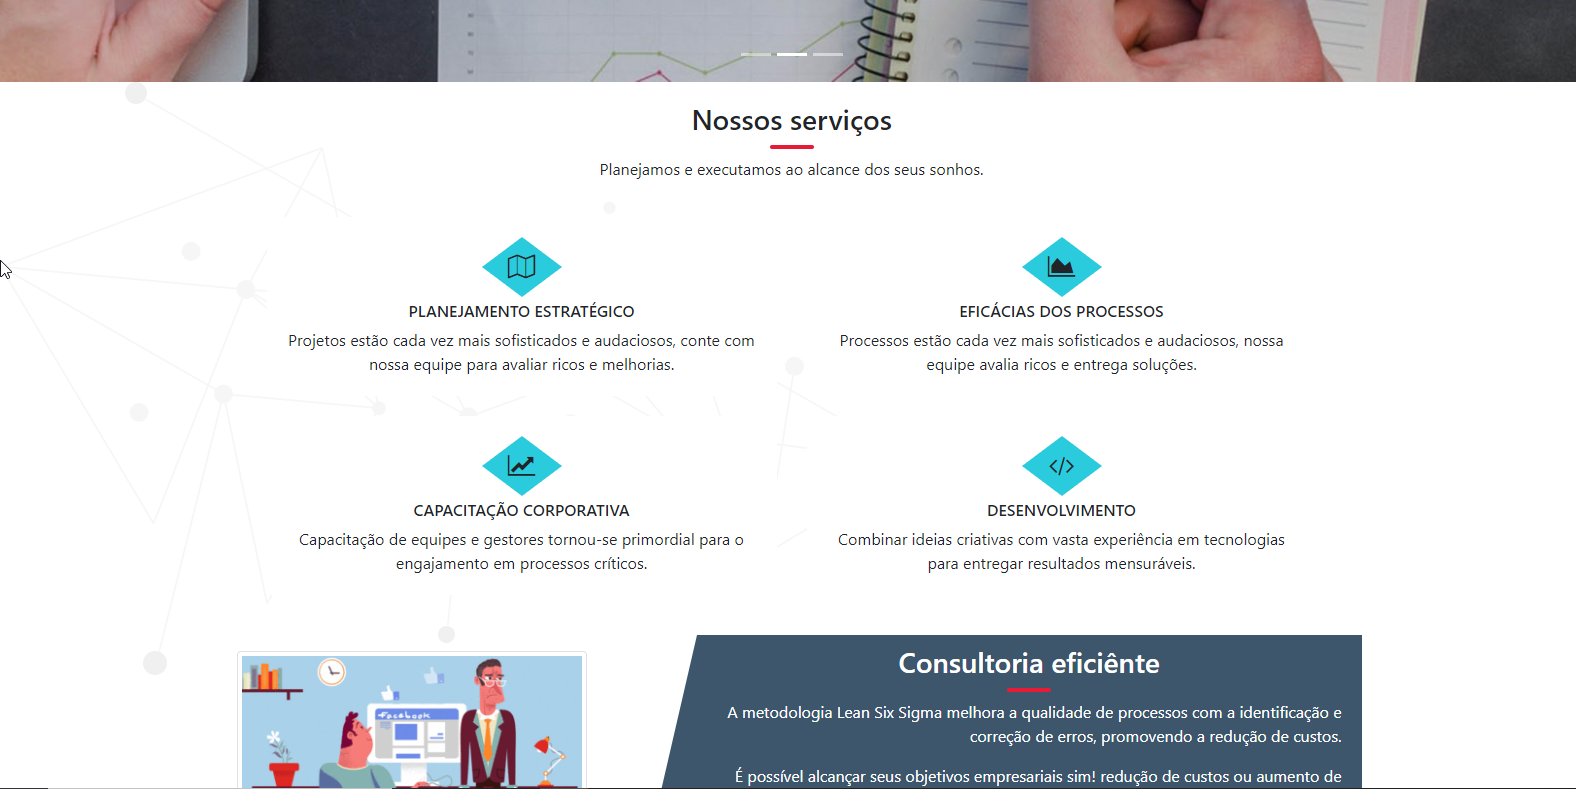 Nossos serviços
Planejamos e executamos ao alcance dos seus sonhos.
PLANEJAMENTO ESTRATÉGICO
Projetos estão cada vez mais sofisticados e audaciosos, conte com
nossa equipe para avaliar ricos e melhorias.
EFICÁCIAS DOS PROCESSOS
Processos estão cada vez mais sofisticados e audaciosos, nossa
equipe avalia ricos e entrega soluções.
CAPACITAÇÃO CORPORATIVA
Capacitação de equipes e gestores tornou-se primordial para o
engajamento em processos críticos.
DESENVOLVIMENTO
Combinar ideias criativas com vasta experiência em tecnologias
para entregar resultados mensuráveis.
facebook
Consultoria eficiênte
A metodologia Lean Six Sigma melhora a qualidade de processos com a identificação e
correção de erros, promovendo a redução de custos.
É possível alcançar seus objetivos empresariais sim! redução de custos ou aumento de